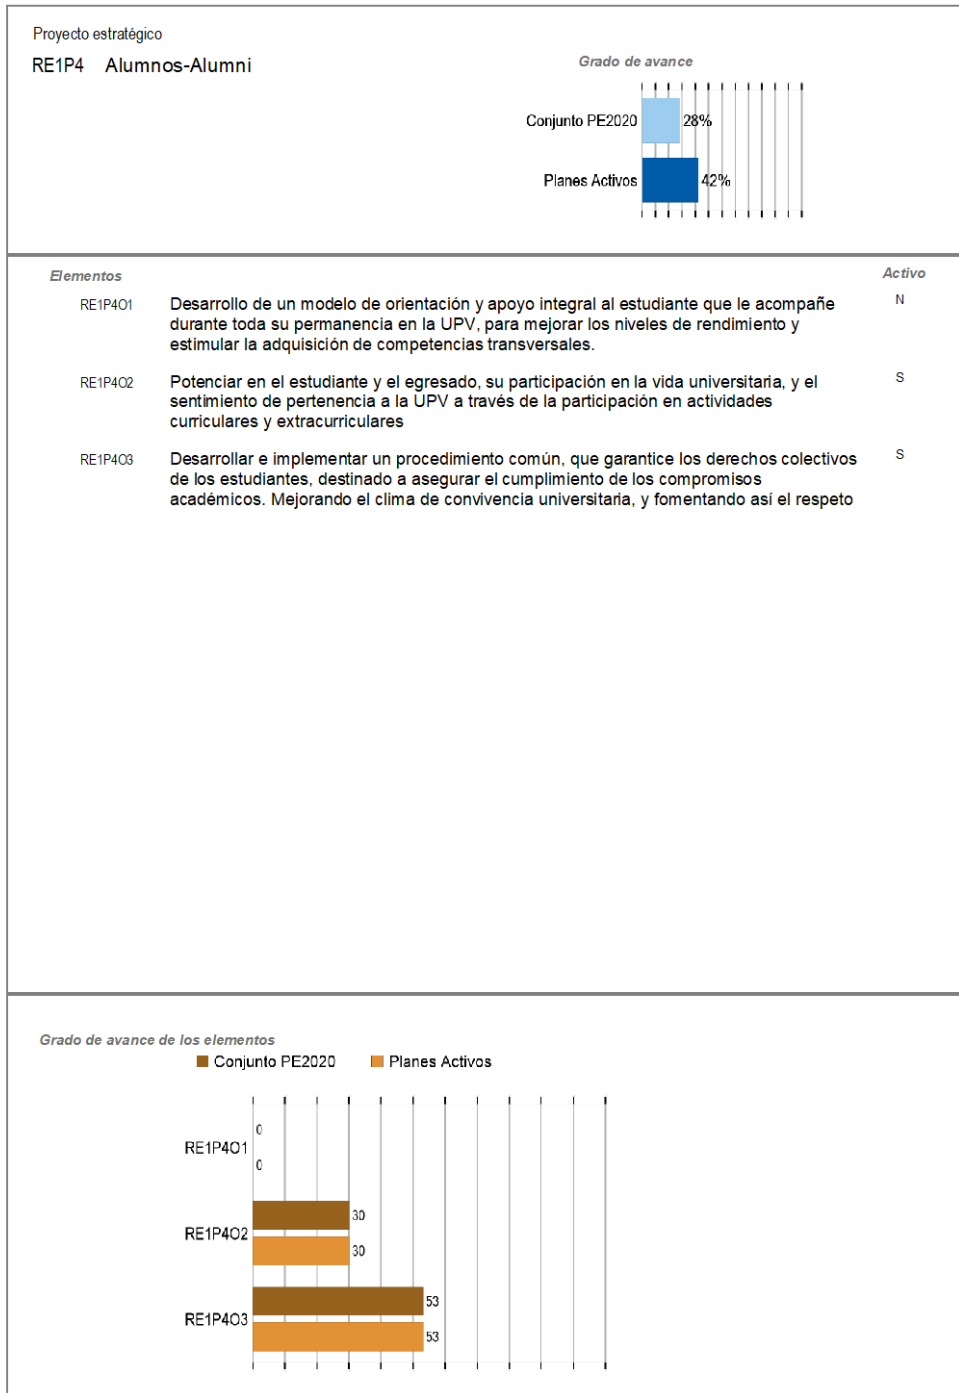 Proyecto estratégico
RE1P4 Alumnos-Alumni
Grado de avance
Conjunto PE2020 28%
Planes Activos 42%
Elementos Activo
RE1P4O1 Desarrollo de un modelo de orientación y apoyo integral al estudiante que le acompañe N
durante toda su permanencia en la UPV, para mejorar los niveles de rendimiento y
estimular la adquisición de competencias transversales.
RE1P4O2 Potenciar en el estudiante y el egresado, su participación en la vida universitaria, y el S
sentimiento de pertenencia a la UPV a través de la participación en actividades
curriculares y extracurriculares
RE1P4O3 Desarrollar e implementar un procedimiento común, que garantice los derechos colectivos S
de los estudiantes, destinado a asegurar el cumplimiento de los compromisos
académicos. Mejorando el clima de convivencia universitaria, y fomentando así el respeto
Grado de avance de los elementos
Conjunto PE2020 Planes Activos
0
RE1P4O1
0
30
RE1P4O2
30
53
RE1P4O3
53